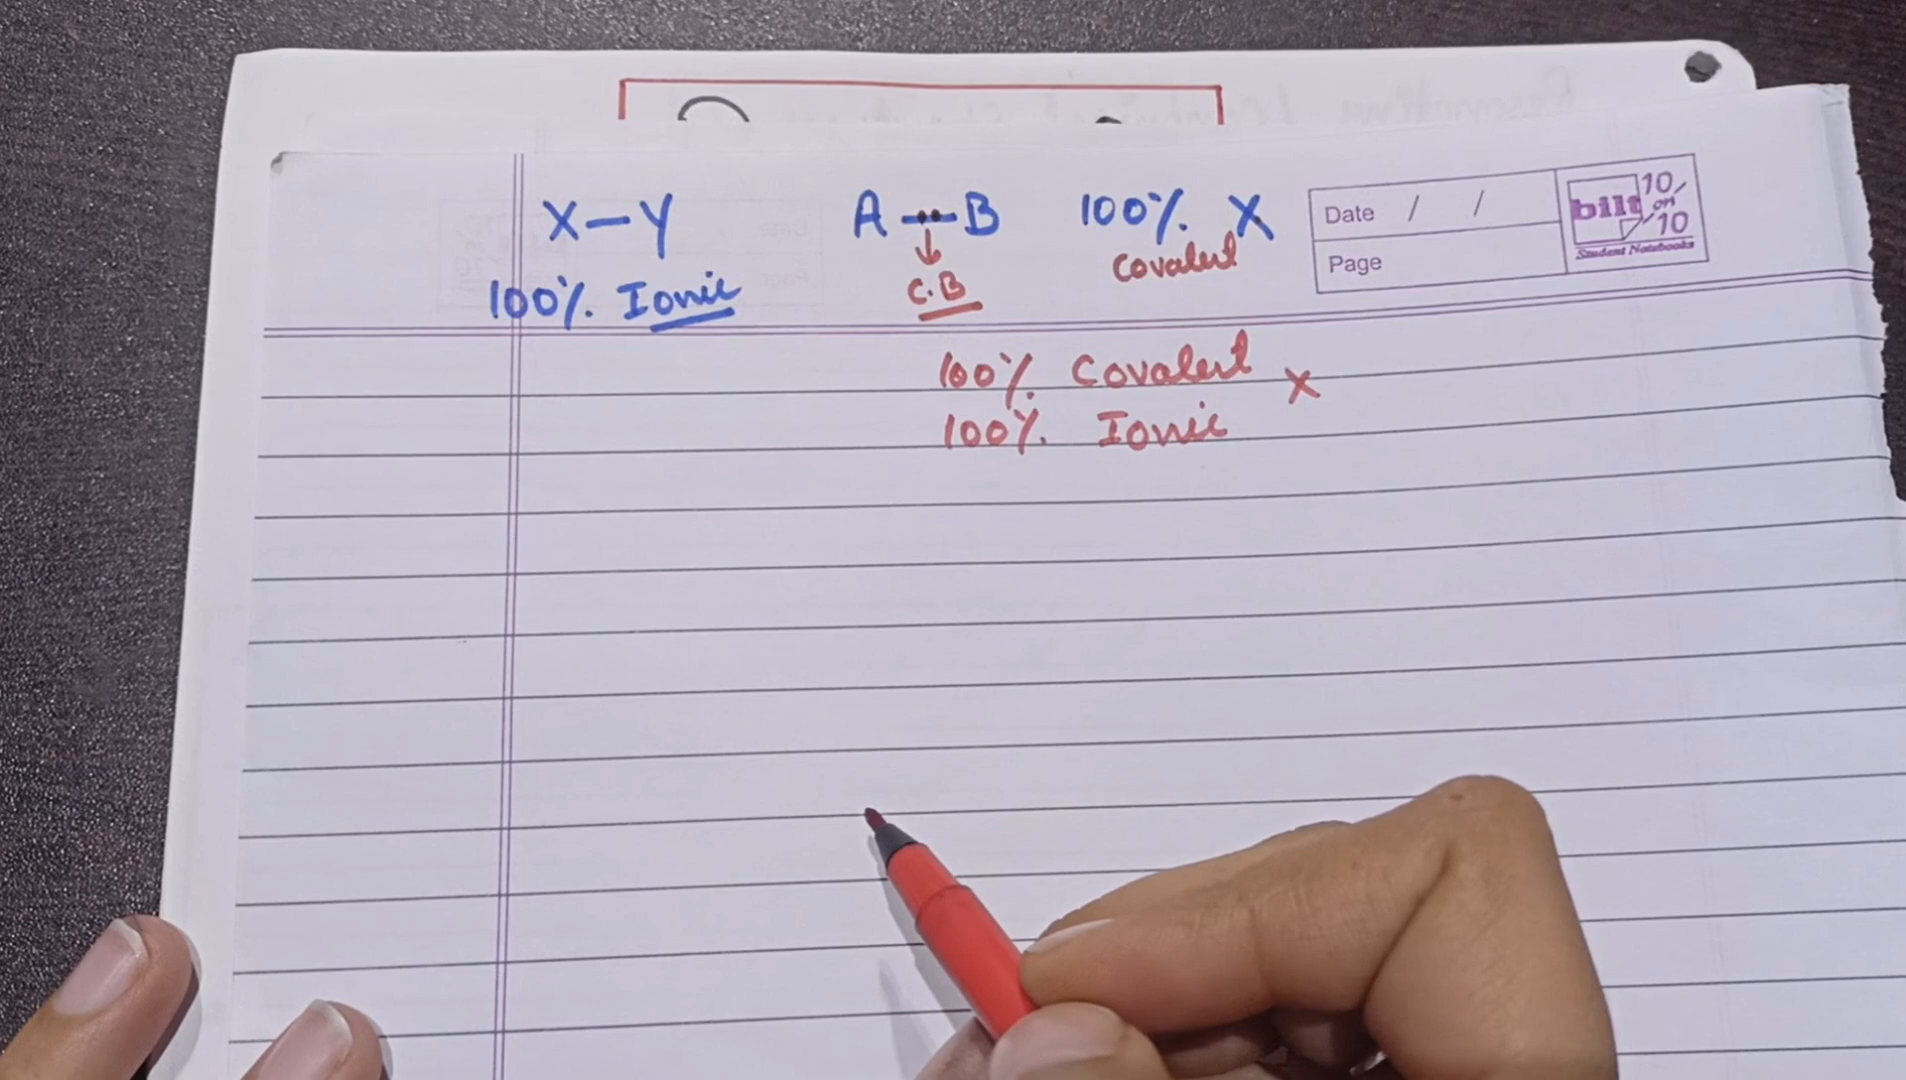 X-Y A-B 100% X
Covalent
100% Ionic C.B
100% Covalent X
100% Ionic
Date / /
Page
bilt 10 on 10
Student Notebooks